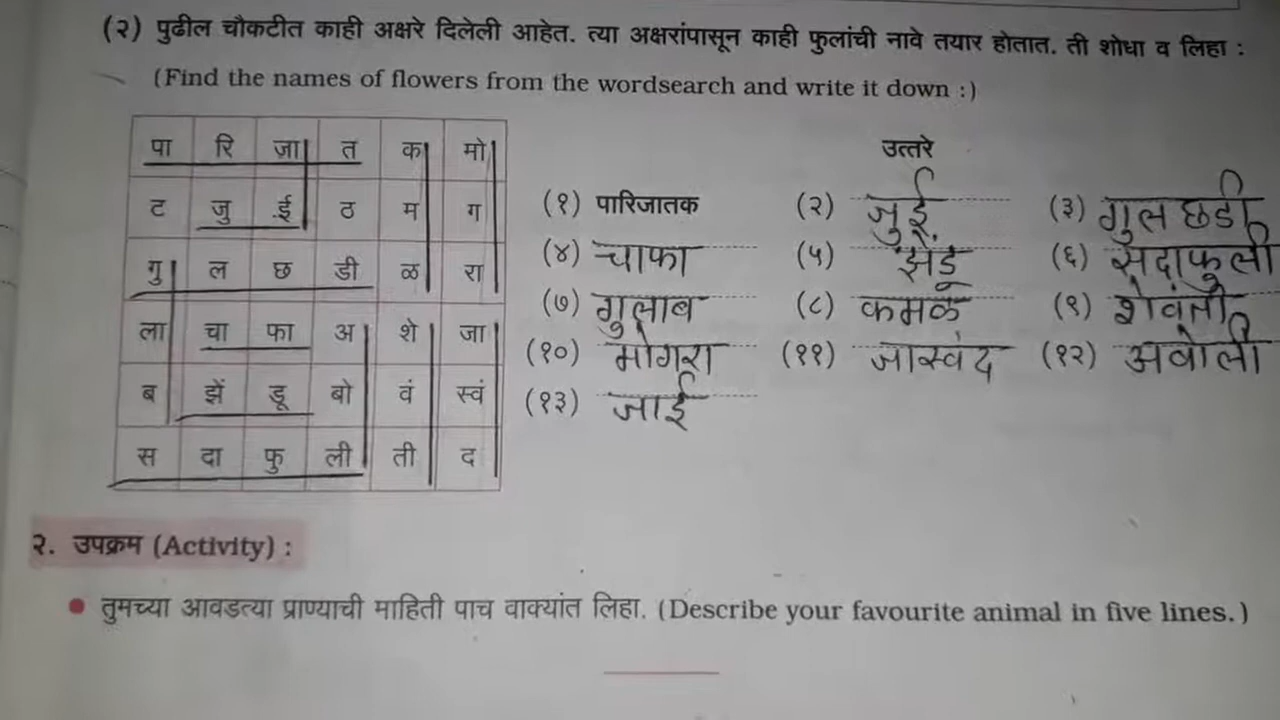 (२) पुढील चौकटीत काही अक्षरे दिलेली आहेत. त्या अक्षरांपासून काही फुलांची नावे तयार होतात. ती शोधा व लिहा :
(Find the names of flowers from the wordsearch and write it down :)
पा रि जा त क मो
ट जु ई ठ म ग
गु ल छ डी ळ रा
ला चा फा अ शे जा
ब झें डू बो वं स्वं
स दा फु ली ती द
उत्तरे
(१) पारिजातक (२) जुई. (३) गुलछडी
(४) चाफा (५) झेंडू (६) सदाफुली
(७) गुलाब (८) कमळ (९) शेवंती
(१०) मोगरा (११) जास्वंद (१२) अबोली
(१३) जाई
२. उपक्रम (Activity) :
• तुमच्या आवडत्या प्राण्याची माहिती पाच वाक्यांत लिहा. (Describe your favourite animal in five lines.)